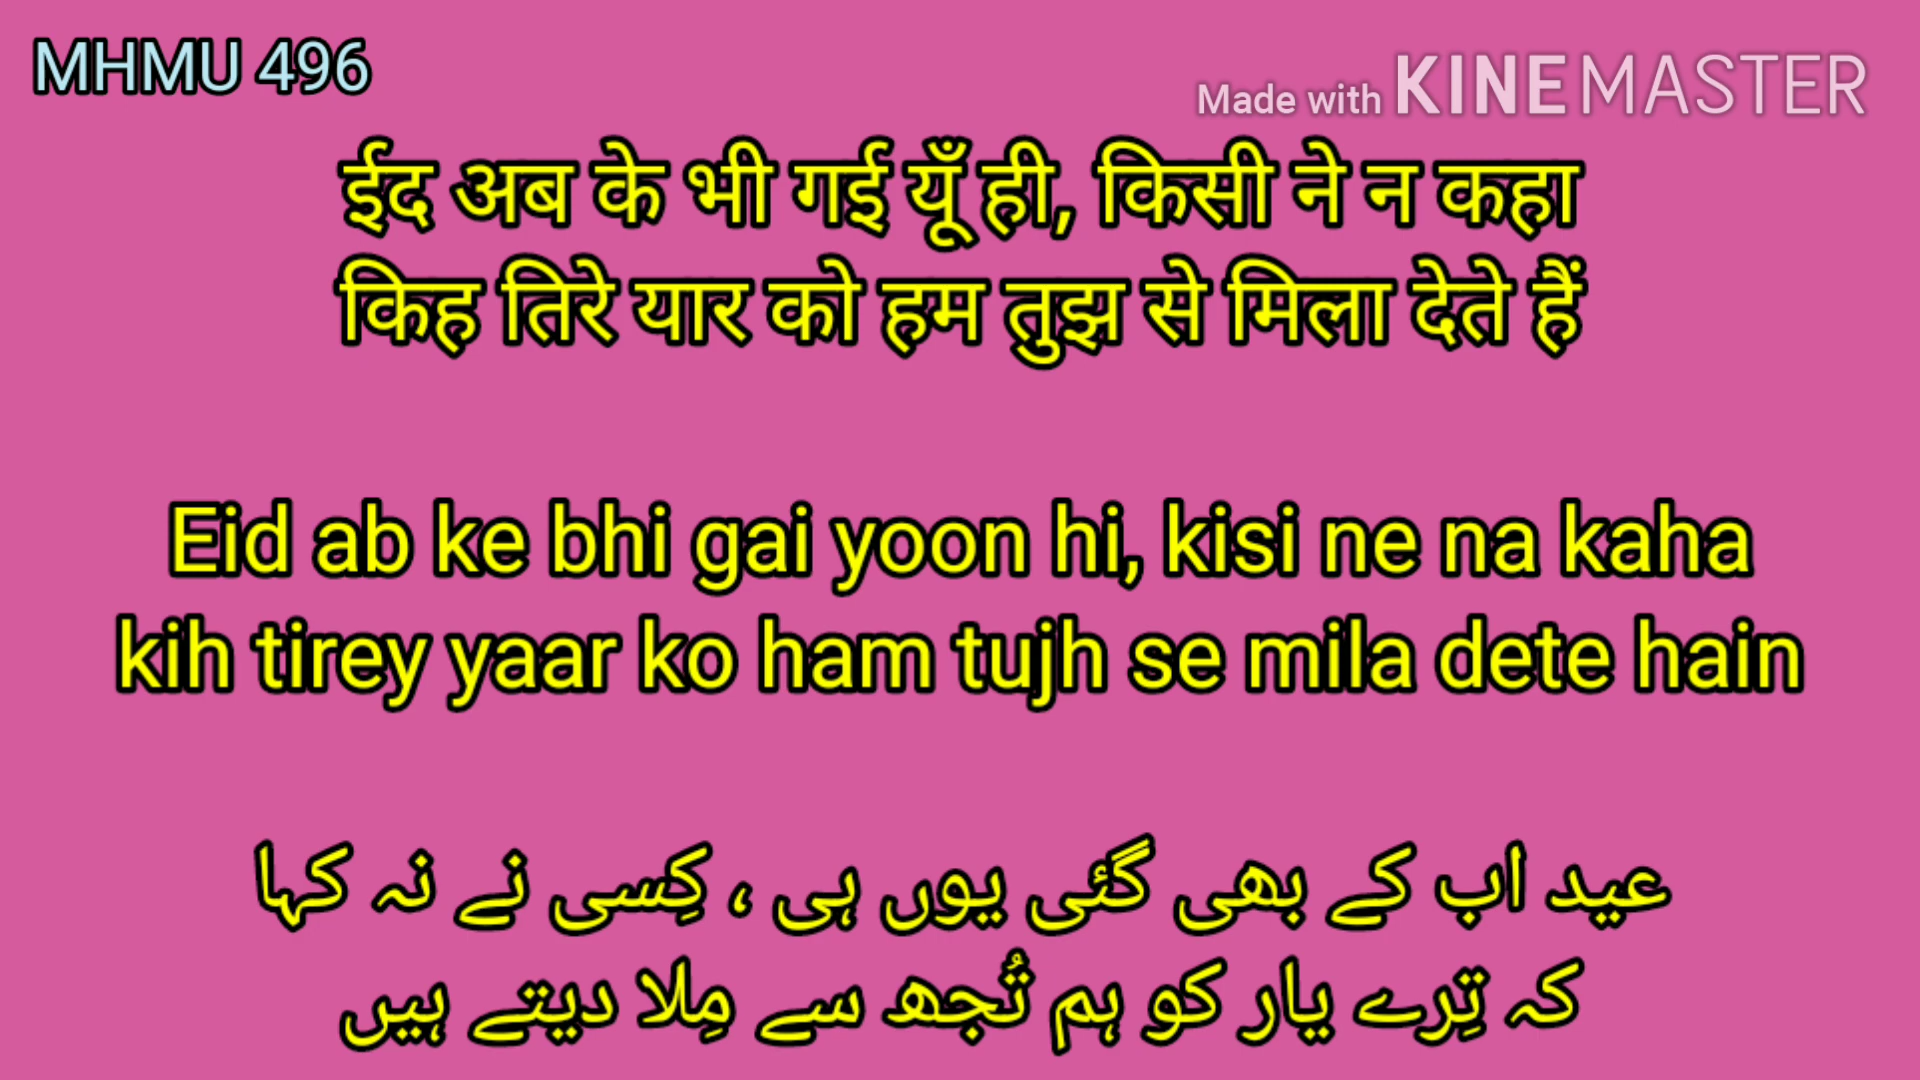 MHMU 496
Made with KINEMASTER
ईद अब के भी गई यूँ ही, किसी ने न कहा
किह तिरे यार को हम तुझ से मिला देते हैं
Eid ab ke bhi gai yoon hi, kisi ne na kaha
kih tirey yaar ko ham tujh se mila dete hain
عید اب کے بھی گئی یوں ہی ، کِسی نے نہ کہا
کہ تِرے یار کو ہم تُجھ سے مِلا دیتے ہیں